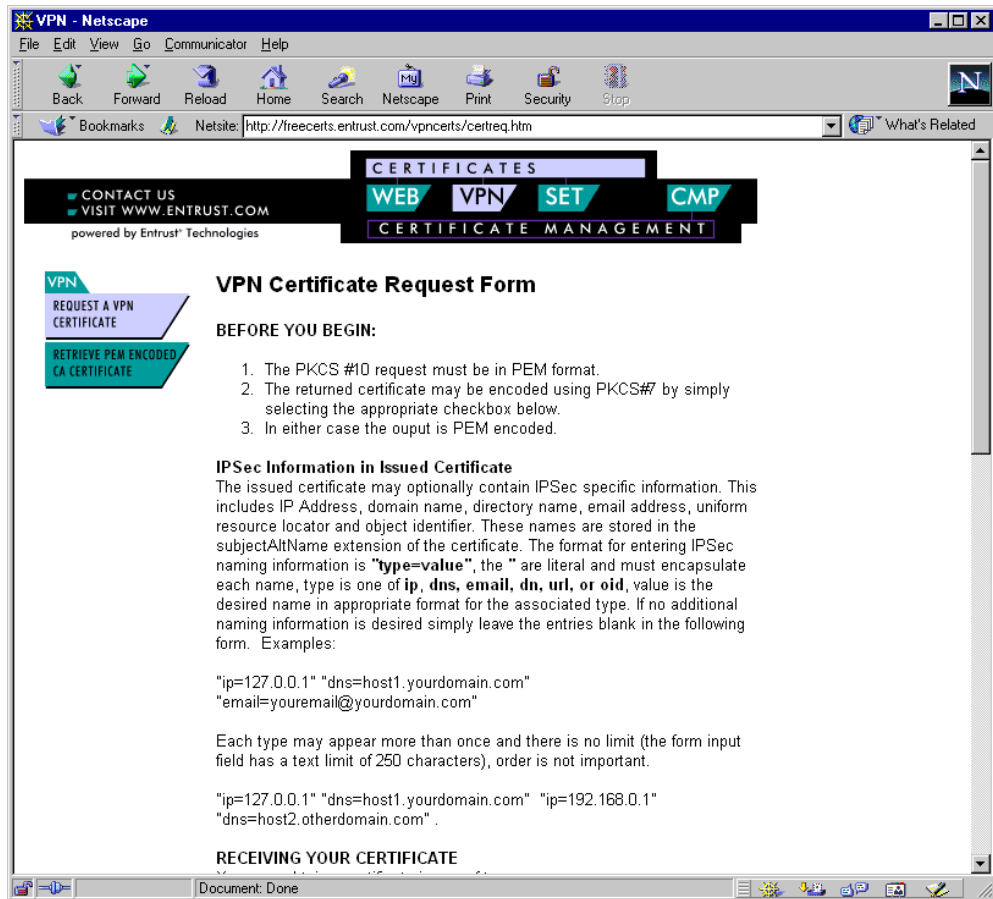 VPN - Netscape
File Edit View Go Communicator Help
Back Forward Reload Home Search Netscape Print Security Stop
My
N
Bookmarks Netsite: http://freecerts.entrust.com/vpncerts/certreq.htm What's Related
CERTIFICATES
CONTACT US
VISIT WWW.ENTRUST.COM
WEB VPN SET CMP
powered by Entrust® Technologies
CERTIFICATE MANAGEMENT
VPN
REQUEST A VPN
CERTIFICATE
RETRIEVE PEM ENCODED
CA CERTIFICATE
VPN Certificate Request Form
BEFORE YOU BEGIN:
1. The PKCS #10 request must be in PEM format.
2. The returned certificate may be encoded using PKCS#7 by simply
selecting the appropriate checkbox below.
3. In either case the ouput is PEM encoded.
IPSec Information in Issued Certificate
The issued certificate may optionally contain IPSec specific information. This
includes IP Address, domain name, directory name, email address, uniform
resource locator and object identifier. These names are stored in the
subjectAltName extension of the certificate. The format for entering IPSec
naming information is "type=value", the " are literal and must encapsulate
each name, type is one of ip, dns, email, dn, url, or oid, value is the
desired name in appropriate format for the associated type. If no additional
naming information is desired simply leave the entries blank in the following
form. Examples:
"ip=127.0.0.1" "dns=host1.yourdomain.com"
"email=youremail@yourdomain.com"
Each type may appear more than once and there is no limit (the form input
field has a text limit of 250 characters), order is not important.
"ip=127.0.0.1" "dns=host1.yourdomain.com" "ip=192.168.0.1"
"dns=host2.otherdomain.com" .
RECEIVING YOUR CERTIFICATE
Document: Done